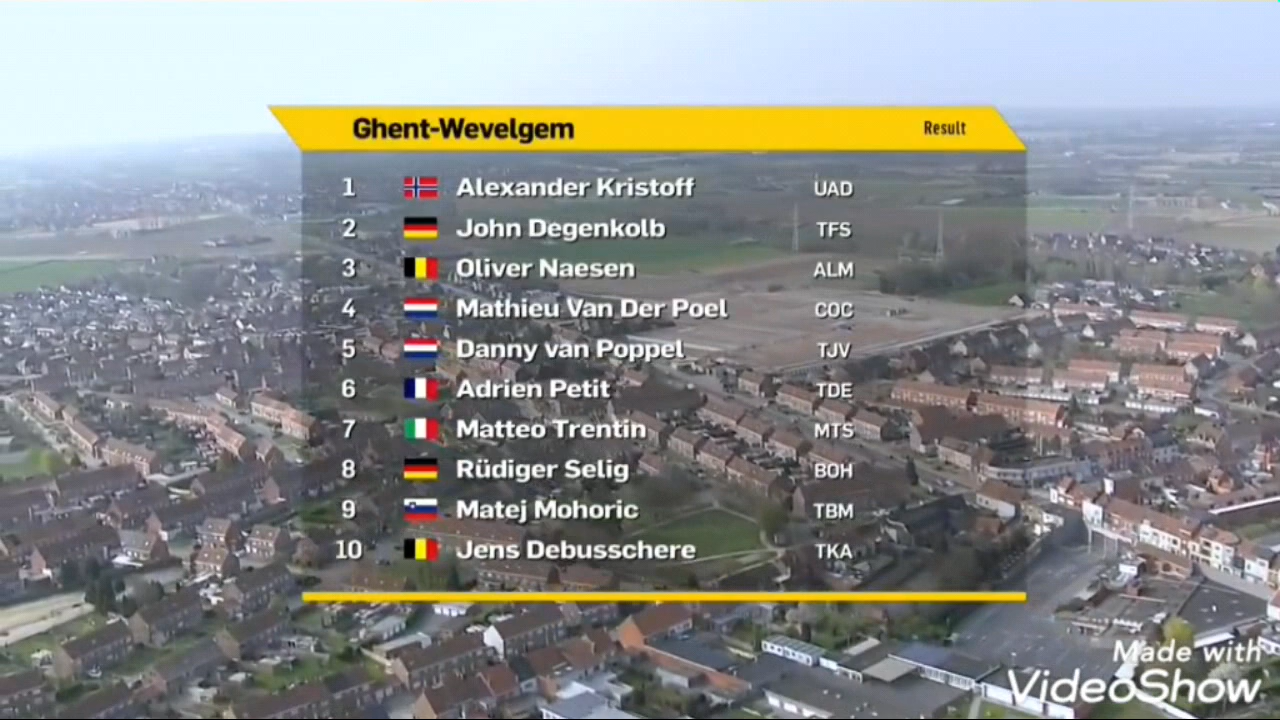 Ghent-Wevelgem Result
1 Alexander Kristoff UAD
2 John Degenkolb TFS
3 Oliver Naesen ALM
4 Mathieu Van Der Poel COC
5 Danny van Poppel TJV
6 Adrien Petit TDE
7 Matteo Trentin MTS
8 Rüdiger Selig BOH
9 Matej Mohoric TBM
10 Jens Debusschere TKA
Made with
VideoShow